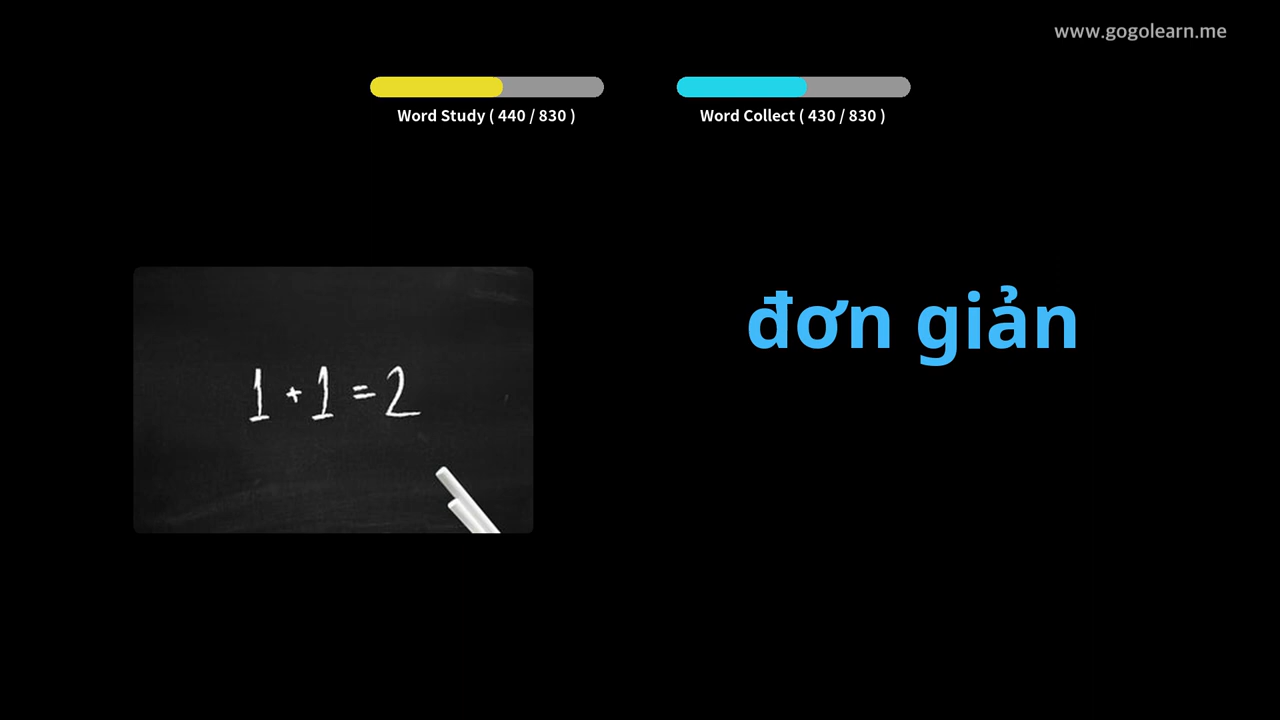 www.gogolearn.me
Word Study ( 440 / 830 )
Word Collect ( 430 / 830 )
1 + 1 = 2
đơn giản